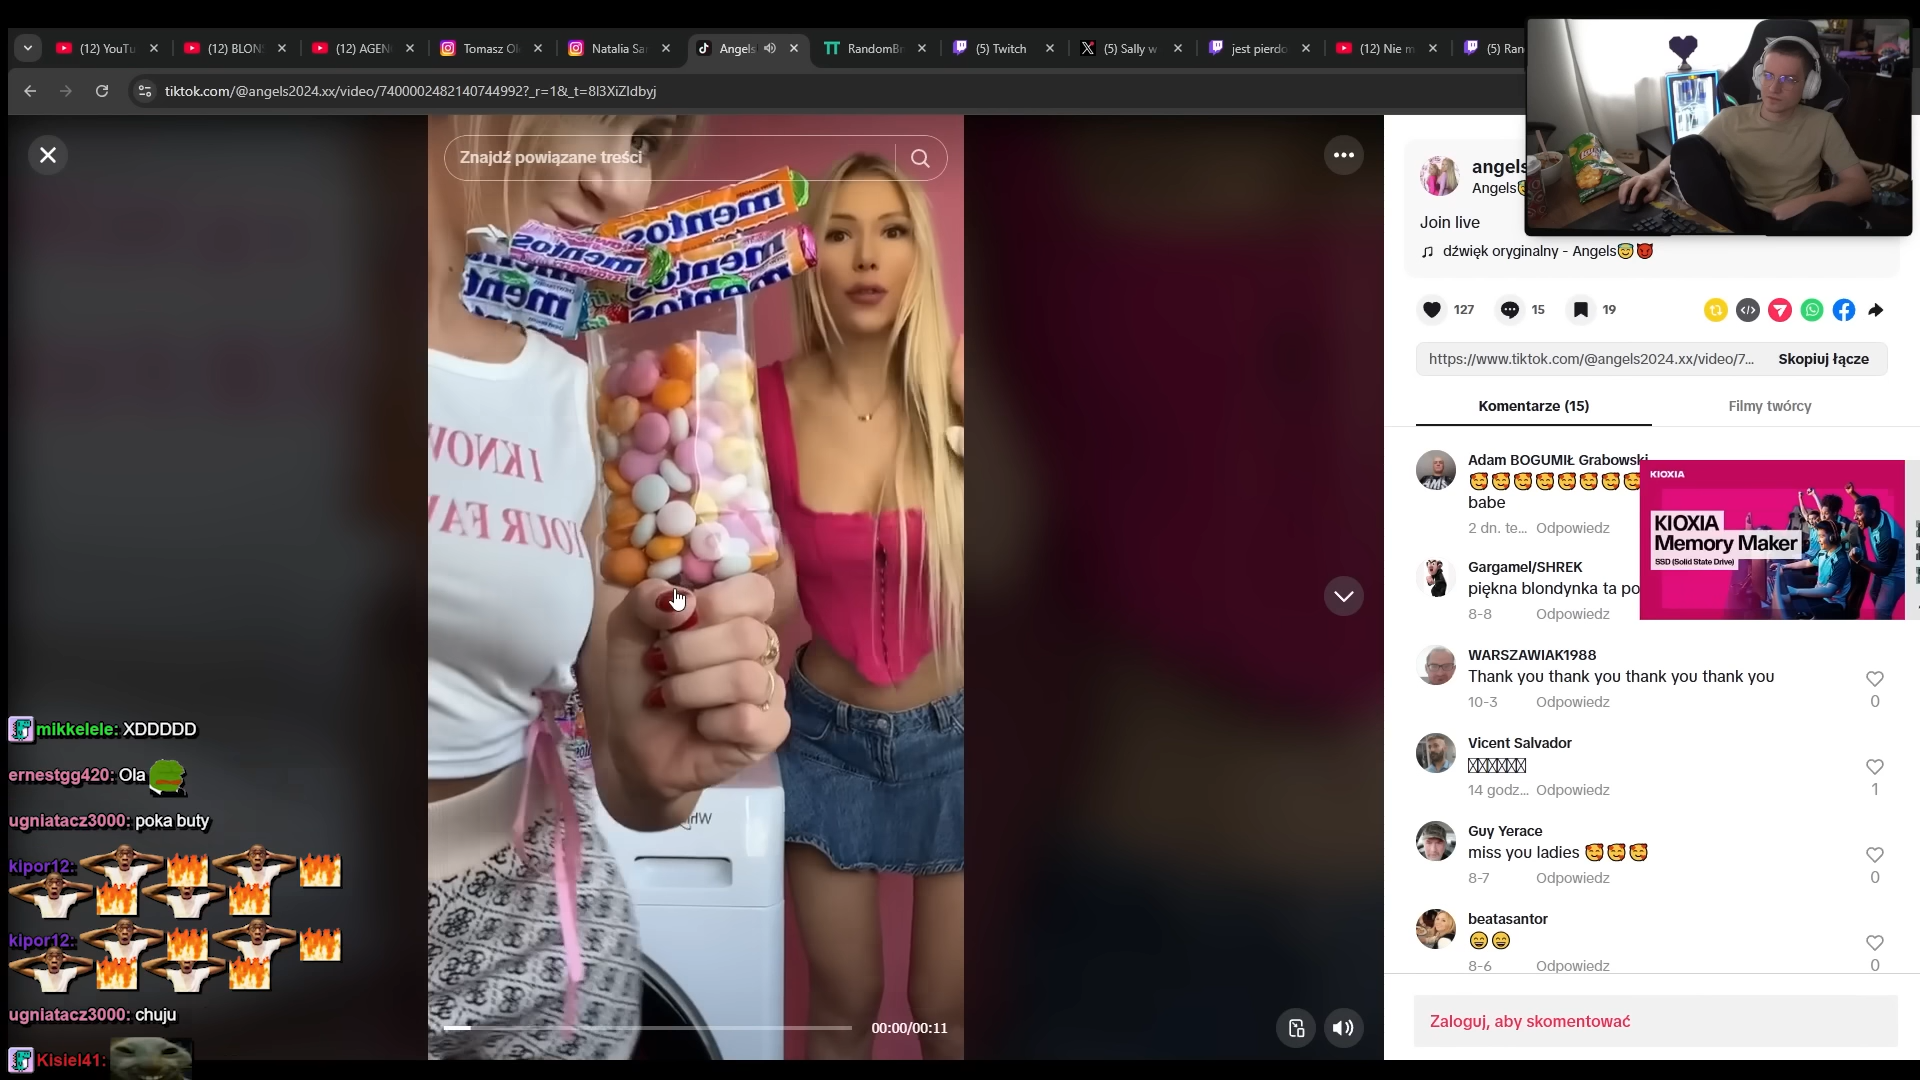 (12) YouTu
(12) BLON
(12) AGEN
Tomasz Ol
Natalia Sa
Angels
RandomBr
(5) Twitch
(5) Sally w
jest pierdo
(12) Nie m
(5) Ran
tiktok.com/@angels2024.xx/video/7400002482140744992?_r=1&_t=8l3XiZIdbyj
Znajdź powiązane treści
mentos
mentos
mentos
I KNOW
YOUR FAV
00:00/00:11
angels
Angels😇
Join live
dźwięk oryginalny - Angels😇😈
127
15
19
https://www.tiktok.com/@angels2024.xx/video/7...
Skopiuj łącze
Komentarze (15)
Filmy twórcy
Adam BOGUMIŁ Grabowski
🥰🥰🥰🥰🥰🥰🥰🥰
babe
2 dn. te... Odpowiedz
Gargamel/SHREK
piękna blondynka ta po
8-8 Odpowiedz
KIOXIA
KIOXIA
Memory Maker
SSD (Solid State Drive)
WARSZAWIAK1988
Thank you thank you thank you thank you
10-3 Odpowiedz
0
Vicent Salvador
14 godz... Odpowiedz
1
Guy Yerace
miss you ladies 🥰🥰🥰
8-7 Odpowiedz
0
beatasantor
😄😄
8-6 Odpowiedz
0
Zaloguj, aby skomentować
mikkelele: XDDDDD
ernestgg420: Ola
ugniatacz3000: poka buty
kipor12:
kipor12:
ugniatacz3000: chuju
Kisiel41: